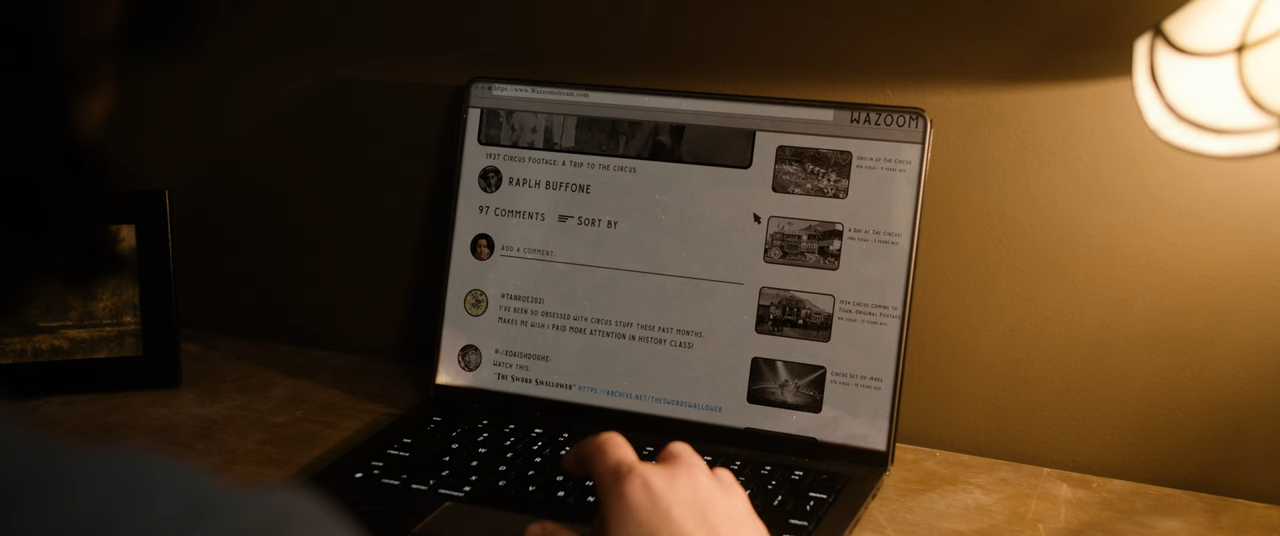 https://www.Wazoomstream.com
WAZOOM
1937 Circus Footage: A Trip to the circus
RAPLH BUFFONE
97 COMMENTS SORT BY
ADD A COMMENT:
@TANROE2021
I'VE BEEN SO OBSESSED WITH CIRCUS STUFF THESE PAST MONTHS.
MAKES ME WISH I PAID MORE ATTENTION IN HISTORY CLASS!
WATCH THIS:
"The Sword Swallower" HTTPS://ARCHIVE.NET/THESWORDSWALLOWER
Origin of The Circus
A Day at The Circus!
1934 Circus coming to
Town. Original Footage
Circus Set-Up